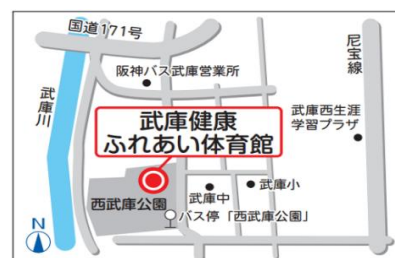 国道171号
尼宝線
阪神バス武庫営業所
武庫川
武庫健康
ふれあい体育館
武庫西生涯
学習プラザ
武庫中
武庫小
西武庫公園
バス停「西武庫公園」
N